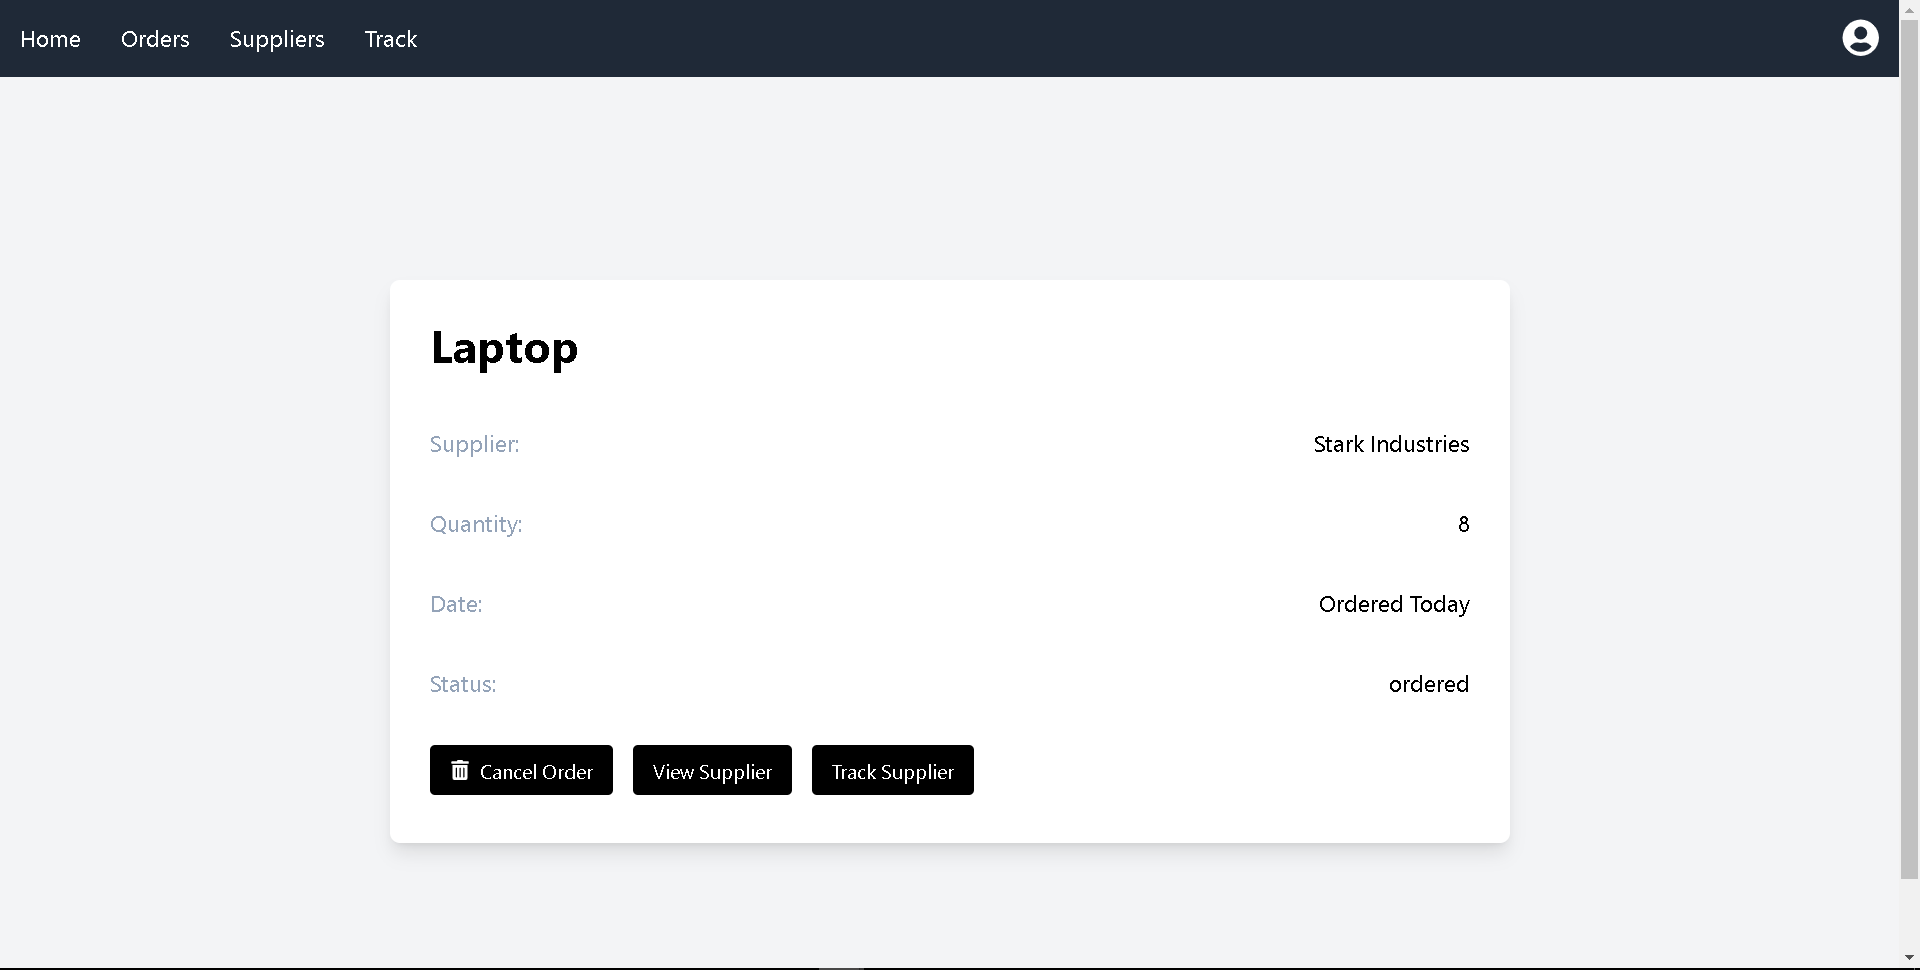 Home Orders Suppliers Track
Laptop
Supplier: Stark Industries
Quantity: 8
Date: Ordered Today
Status: ordered
Cancel Order View Supplier Track Supplier